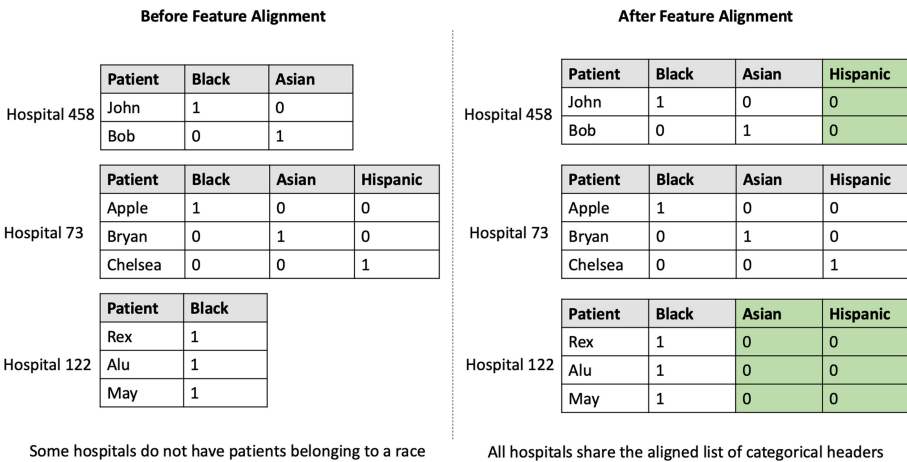 Before Feature Alignment
Hospital 458
Patient Black Asian
John 1 0
Bob 0 1
Hospital 73
Patient Black Asian Hispanic
Apple 1 0 0
Bryan 0 1 0
Chelsea 0 0 1
Hospital 122
Patient Black
Rex 1
Alu 1
May 1
Some hospitals do not have patients belonging to a race
After Feature Alignment
Hospital 458
Patient Black Asian Hispanic
John 1 0 0
Bob 0 1 0
Hospital 73
Patient Black Asian Hispanic
Apple 1 0 0
Bryan 0 1 0
Chelsea 0 0 1
Hospital 122
Patient Black Asian Hispanic
Rex 1 0 0
Alu 1 0 0
May 1 0 0
All hospitals share the aligned list of categorical headers